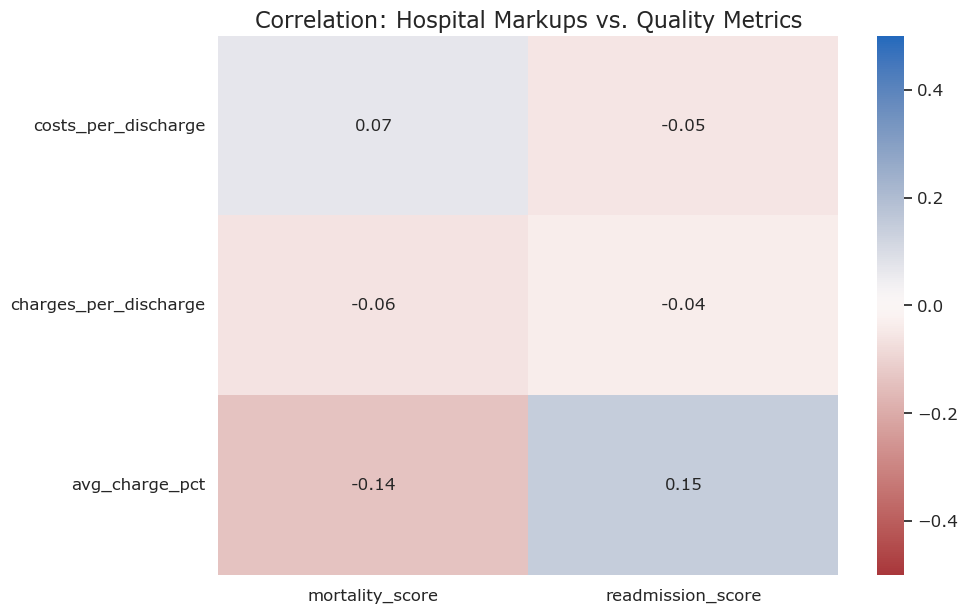 Correlation: Hospital Markups vs. Quality Metrics
costs_per_discharge
0.07
-0.05
charges_per_discharge
-0.06
-0.04
avg_charge_pct
-0.14
0.15
mortality_score
readmission_score
0.4
0.2
0.0
−0.2
−0.4